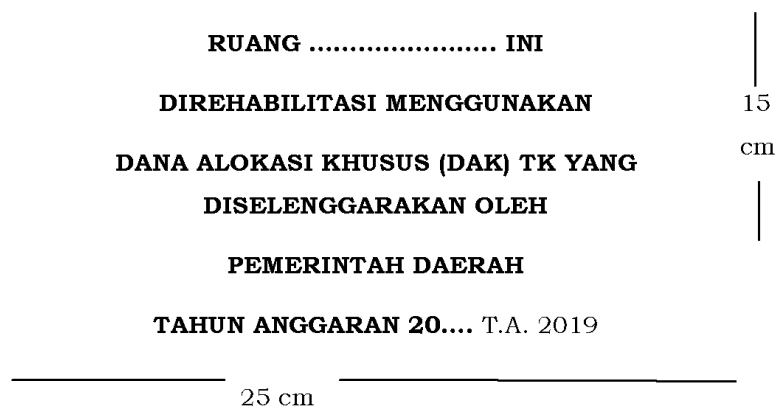 RUANG ....................... INI
DIREHABILITASI MENGGUNAKAN
15
cm
DANA ALOKASI KHUSUS (DAK) TK YANG
DISELENGGARAKAN OLEH
PEMERINTAH DAERAH
TAHUN ANGGARAN 20.... T.A. 2019
25 cm